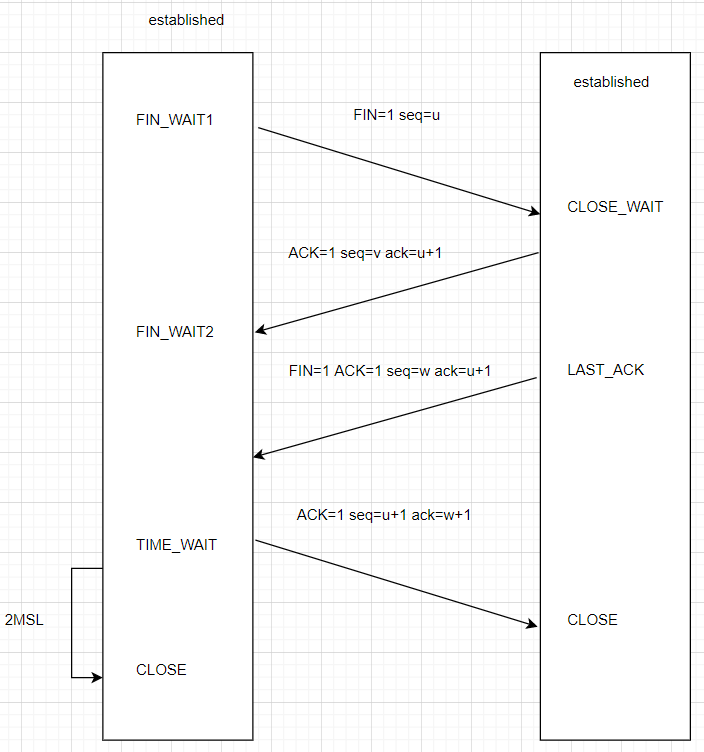 established
established
FIN_WAIT1
FIN=1 seq=u
CLOSE_WAIT
ACK=1 seq=v ack=u+1
FIN_WAIT2
FIN=1 ACK=1 seq=w ack=u+1
LAST_ACK
ACK=1 seq=u+1 ack=w+1
TIME_WAIT
2MSL
CLOSE
CLOSE